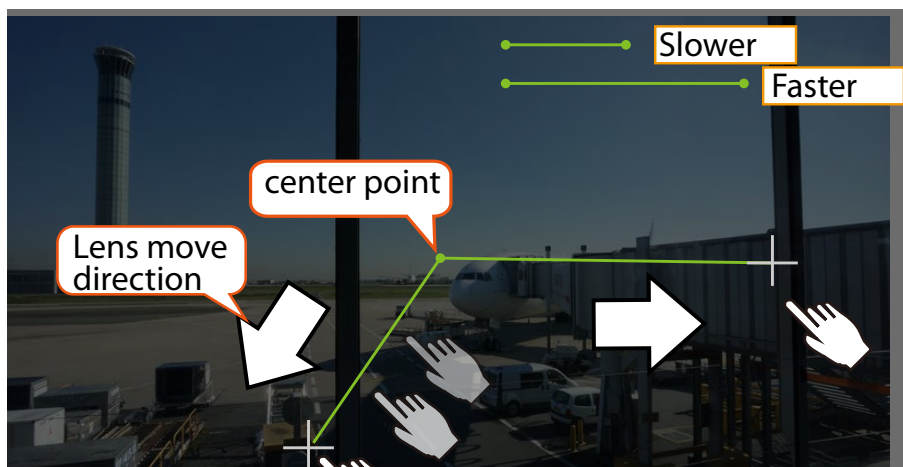 Slower
Faster
center point
Lens move
direction